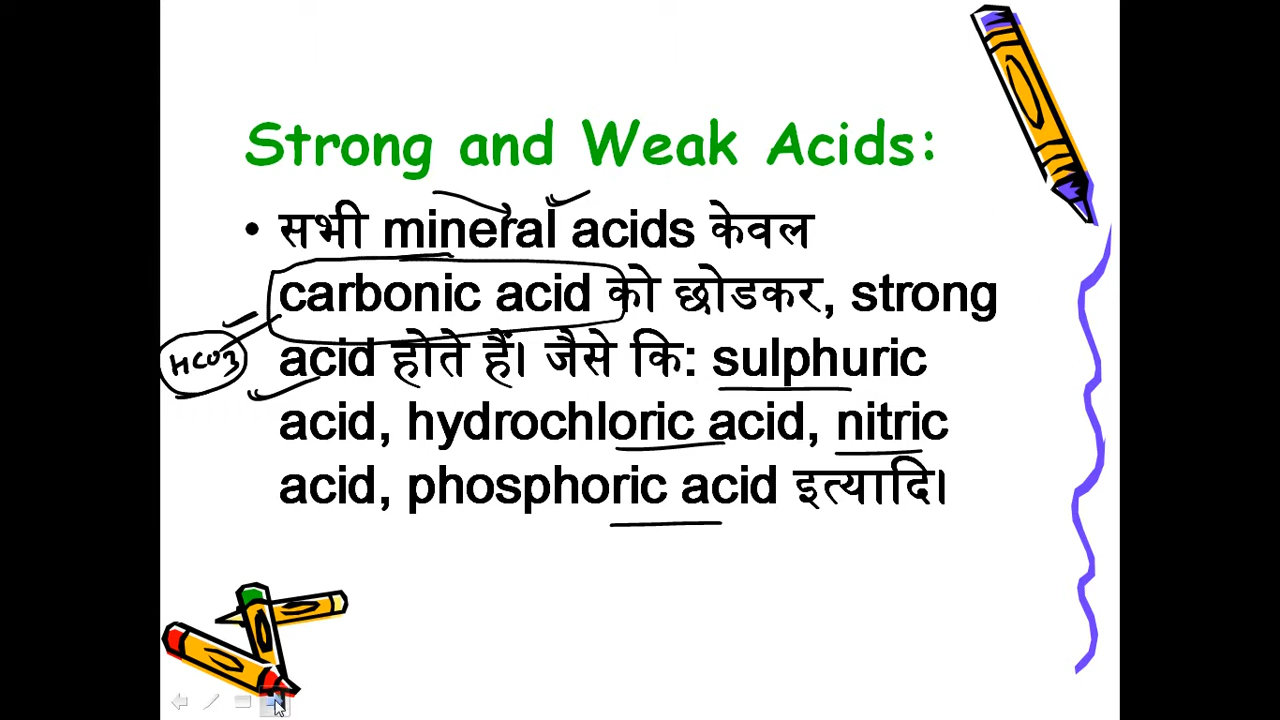 Strong and Weak Acids:
• सभी mineral acids केवल
carbonic acid को छोडकर, strong
HCO3
acid होते हैं। जैसे कि: sulphuric
acid, hydrochloric acid, nitric
acid, phosphoric acid इत्यादि।